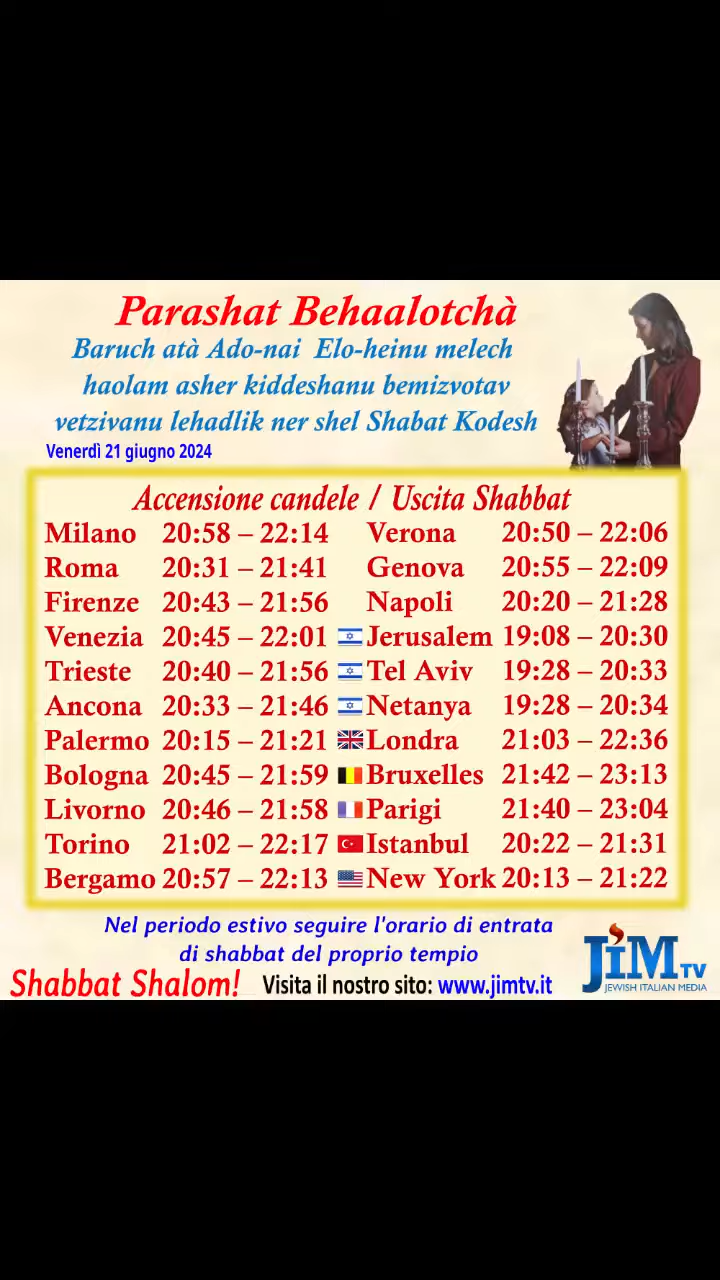 Parashat Behaalotchà
Baruch atà Ado-nai Elo-heinu melech
haolam asher kiddeshanu bemizvotav
vetzivanu lehadlik ner shel Shabat Kodesh
Venerdì 21 giugno 2024
Accensione candele / Uscita Shabbat
Milano 20:58 – 22:14 Verona 20:50 – 22:06
Roma 20:31 – 21:41 Genova 20:55 – 22:09
Firenze 20:43 – 21:56 Napoli 20:20 – 21:28
Venezia 20:45 – 22:01 Jerusalem 19:08 – 20:30
Trieste 20:40 – 21:56 Tel Aviv 19:28 – 20:33
Ancona 20:33 – 21:46 Netanya 19:28 – 20:34
Palermo 20:15 – 21:21 Londra 21:03 – 22:36
Bologna 20:45 – 21:59 Bruxelles 21:42 – 23:13
Livorno 20:46 – 21:58 Parigi 21:40 – 23:04
Torino 21:02 – 22:17 Istanbul 20:22 – 21:31
Bergamo 20:57 – 22:13 New York 20:13 – 21:22
Nel periodo estivo seguire l'orario di entrata
di shabbat del proprio tempio
Shabbat Shalom! Visita il nostro sito: www.jimtv.it
JiM TV
JEWISH ITALIAN MEDIA